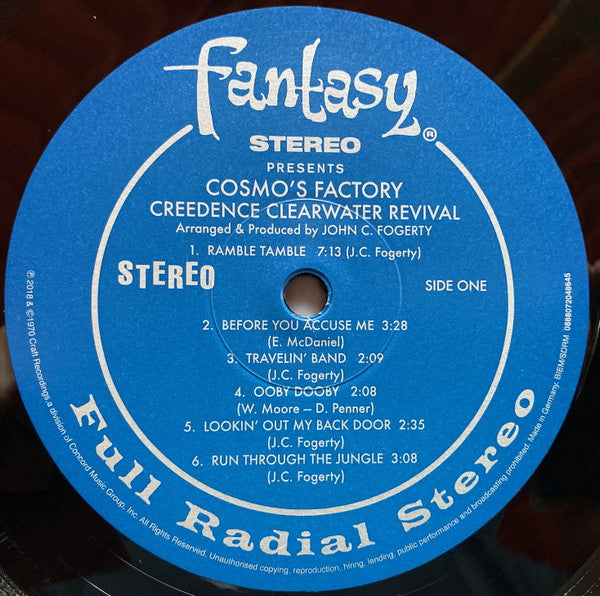 fantasy®
STEREO
PRESENTS
COSMO'S FACTORY
CREEDENCE CLEARWATER REVIVAL
Arranged & Produced by JOHN C. FOGERTY
1. RAMBLE TAMBLE 7:13 (J.C. Fogerty)
STEREO
SIDE ONE
2. BEFORE YOU ACCUSE ME 3:28
(E. McDaniel)
3. TRAVELIN' BAND 2:09
(J.C. Fogerty)
4. OOBY DOOBY 2:08
(W. Moore – D. Penner)
5. LOOKIN' OUT MY BACK DOOR 2:35
(J.C. Fogerty)
6. RUN THROUGH THE JUNGLE 3:08
(J.C. Fogerty)
Full Radial Stereo
℗ 2018 & ©1970 Craft Recordings, a division of Concord Music Group, Inc. All Rights Reserved. Unauthorised copying, reproduction, hiring, lending, public performance and broadcasting prohibited. Made in Germany. BIEM/SDRM 0888072048645